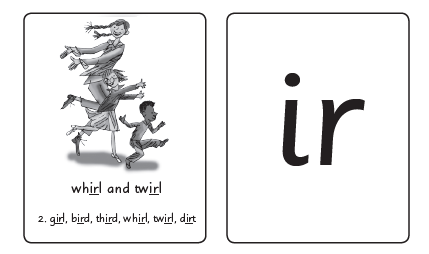 whirl and twirl
2. girl, bird, third, whirl, twirl, dirt
ir